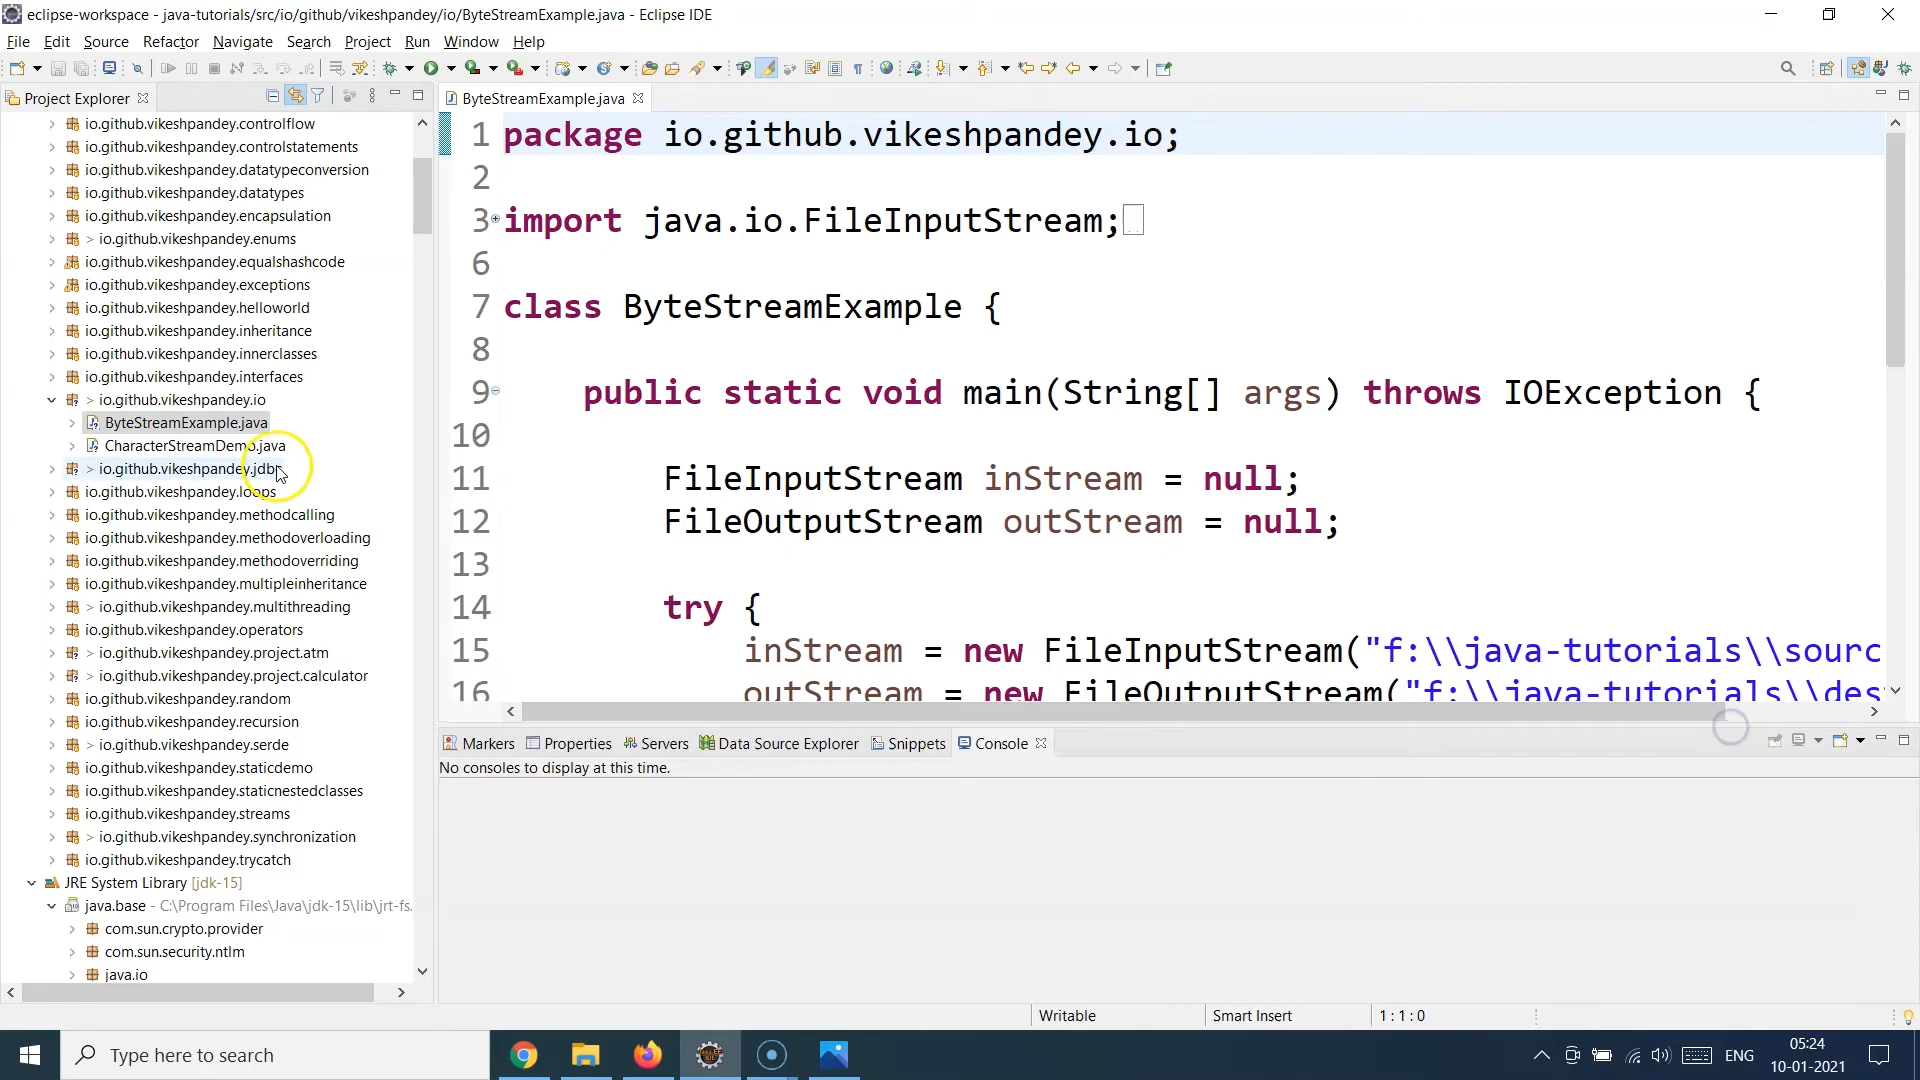 eclipse-workspace - java-tutorials/src/io/github/vikeshpandey/io/ByteStreamExample.java - Eclipse IDE
File Edit Source Refactor Navigate Search Project Run Window Help
Project Explorer
ByteStreamExample.java
io.github.vikeshpandey.controlflow
io.github.vikeshpandey.controlstatements
io.github.vikeshpandey.datatypeconversion
io.github.vikeshpandey.datatypes
io.github.vikeshpandey.encapsulation
> io.github.vikeshpandey.enums
io.github.vikeshpandey.equalshashcode
io.github.vikeshpandey.exceptions
io.github.vikeshpandey.helloworld
io.github.vikeshpandey.inheritance
io.github.vikeshpandey.innerclasses
io.github.vikeshpandey.interfaces
> io.github.vikeshpandey.io
ByteStreamExample.java
CharacterStreamDemo.java
> io.github.vikeshpandey.jdbc
io.github.vikeshpandey.loops
io.github.vikeshpandey.methodcalling
io.github.vikeshpandey.methodoverloading
io.github.vikeshpandey.methodoverriding
io.github.vikeshpandey.multipleinheritance
> io.github.vikeshpandey.multithreading
io.github.vikeshpandey.operators
> io.github.vikeshpandey.project.atm
> io.github.vikeshpandey.project.calculator
io.github.vikeshpandey.random
io.github.vikeshpandey.recursion
> io.github.vikeshpandey.serde
io.github.vikeshpandey.staticdemo
io.github.vikeshpandey.staticnestedclasses
io.github.vikeshpandey.streams
> io.github.vikeshpandey.synchronization
io.github.vikeshpandey.trycatch
JRE System Library [jdk-15]
java.base - C:\Program Files\Java\jdk-15\lib\jrt-fs.
com.sun.crypto.provider
com.sun.security.ntlm
java.io
1 package io.github.vikeshpandey.io;
2
3 import java.io.FileInputStream;
6
7 class ByteStreamExample {
8
9 public static void main(String[] args) throws IOException {
10
11 FileInputStream inStream = null;
12 FileOutputStream outStream = null;
13
14 try {
15 inStream = new FileInputStream("f:\\java-tutorials\\sourc
16 outStream = new FileOutputStream("f:\\java-tutorials\\des
Markers Properties Servers Data Source Explorer Snippets Console
No consoles to display at this time.
Writable Smart Insert 1 : 1 : 0
Type here to search
ENG
05:24
10-01-2021